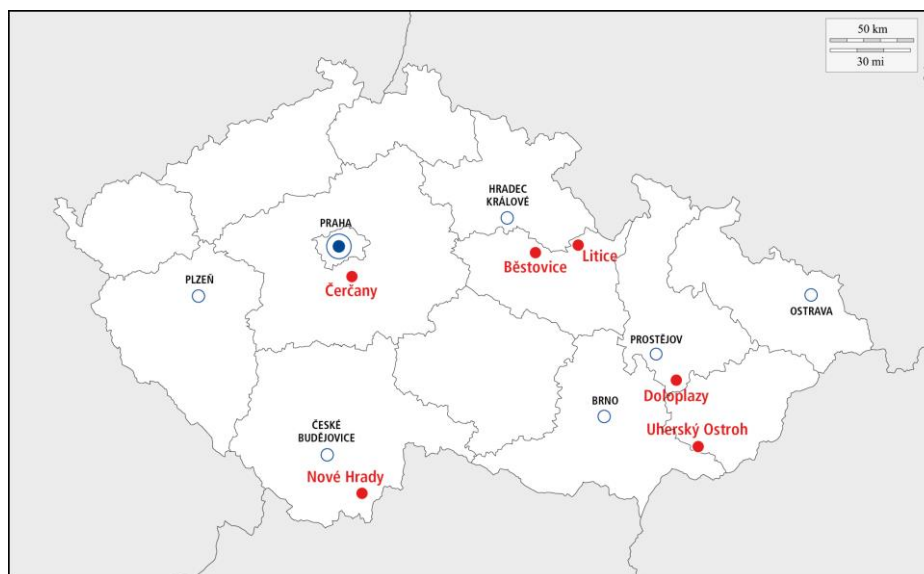 50 km
30 mi
HRADEC
KRÁLOVÉ
PRAHA
Litice
Běstovice
PLZEŇ
Čerčany
OSTRAVA
PROSTĚJOV
Doloplazy
BRNO
ČESKÉ
BUDĚJOVICE
Uherský Ostroh
Nové Hrady